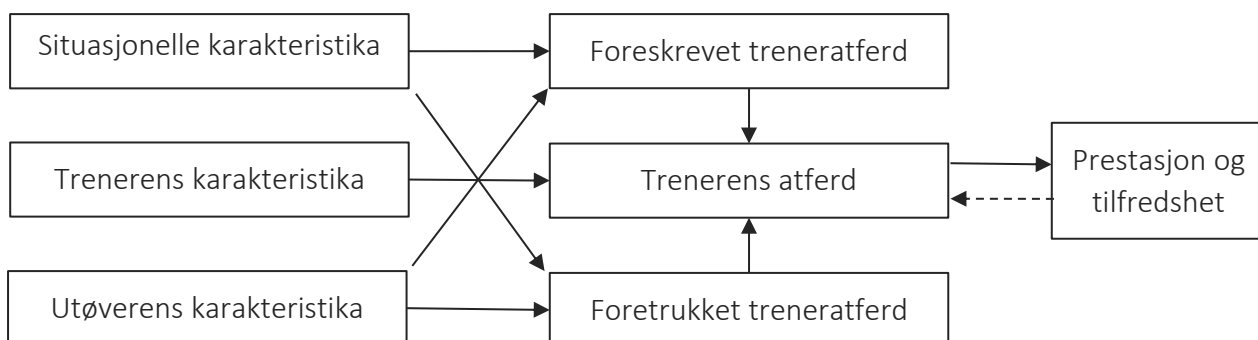 Situasjonelle karakteristika
Foreskrevet treneratferd
Trenerens karakteristika
Trenerens atferd
Prestasjon og
tilfredshet
Utøverens karakteristika
Foretrukket treneratferd